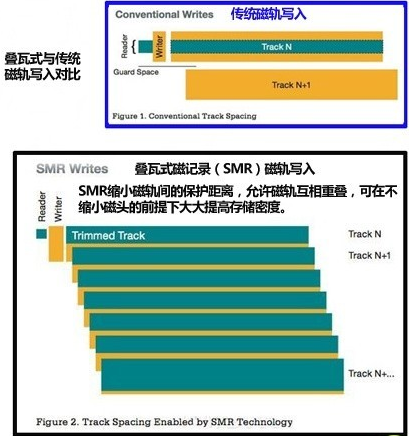 Conventional Writes 传统磁轨写入
Reader
Writer
Track N
叠瓦式与传统
磁轨写入对比
Guard Space
Track N+1
Figure 1. Conventional Track Spacing
SMR Writes 叠瓦式磁记录（SMR）磁轨写入
SMR缩小磁轨间的保护距离，允许磁轨互相重叠，可在不
缩小磁头的前提下大大提高存储密度。
Reader
Writer
Trimmed Track
Track N
Track N+1
Track N+...
Figure 2. Track Spacing Enabled by SMR Technology